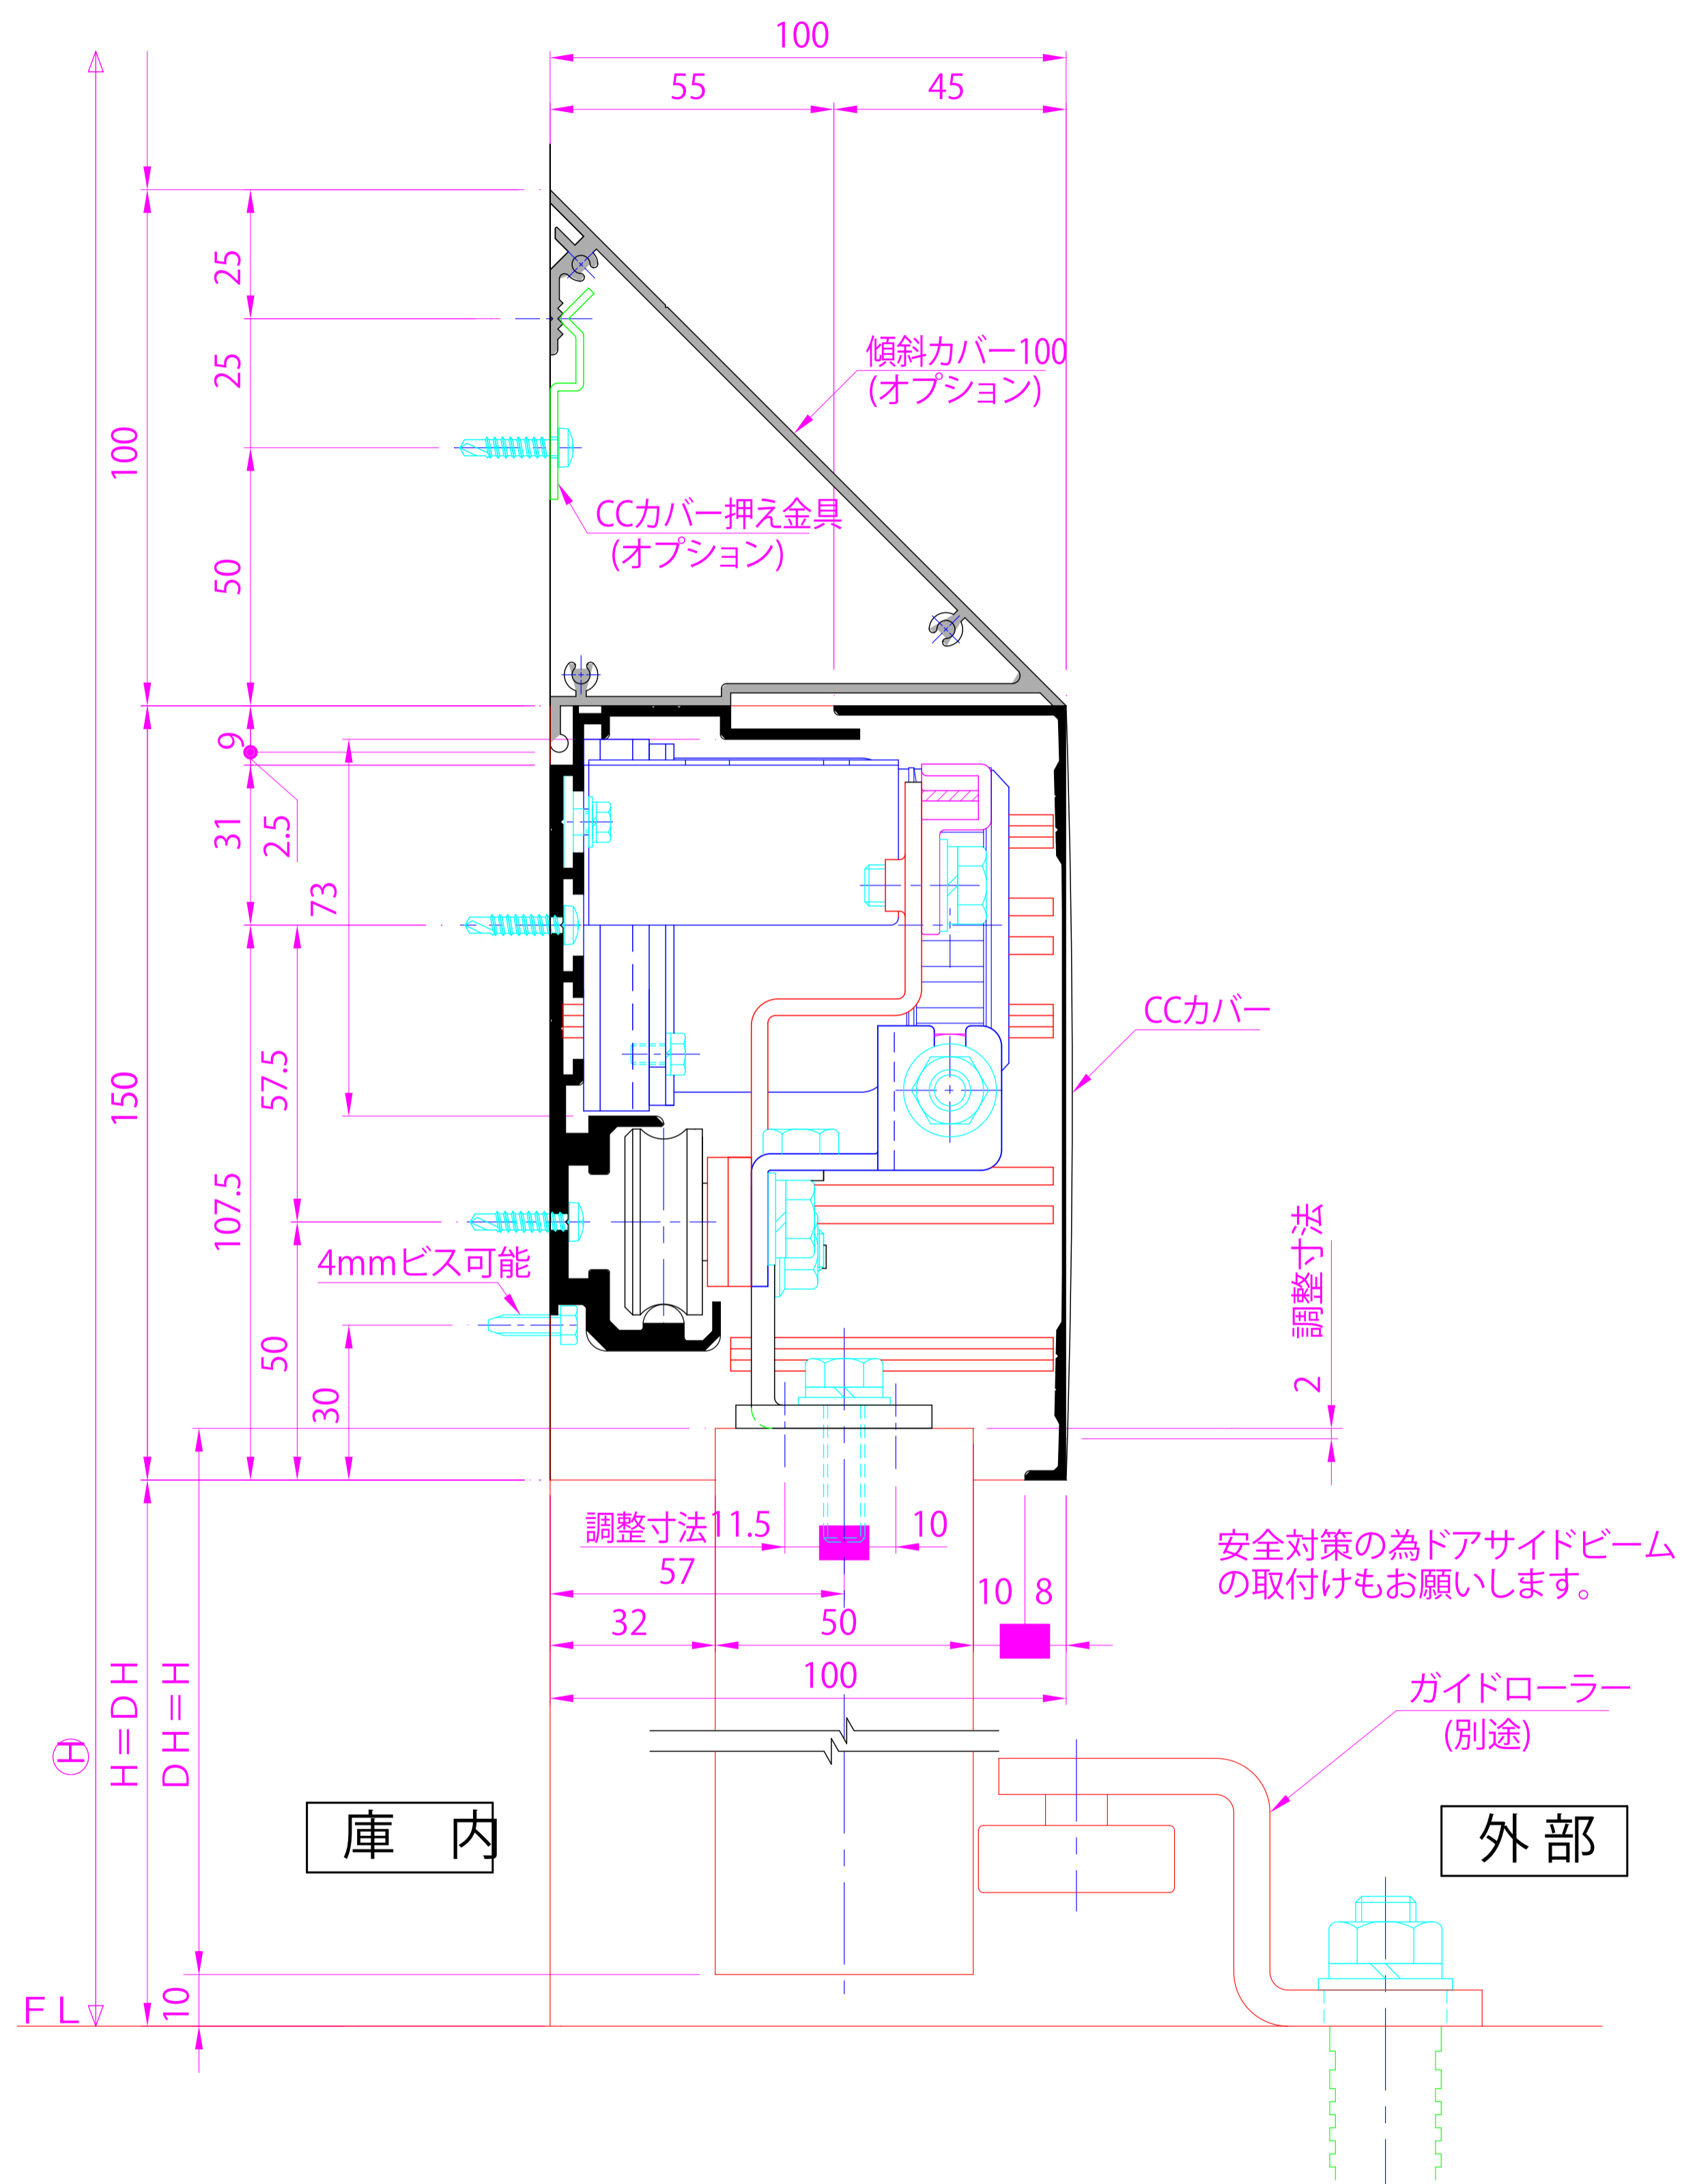 100
55
45
25
25
傾斜カバー100
(オプション)
100
CCカバー押え金具
(オプション)
50
9
31
2.5
73
CCカバー
150
57.5
107.5
4mmビス可能
2 調整寸法
50
30
調整寸法11.5
10
安全対策の為ドアサイドビーム
の取付けもお願いします。
57
10 8
32
50
100
H=DH
DH=H
H
ガイドローラー
(別途)
庫 内
外部
10
FL